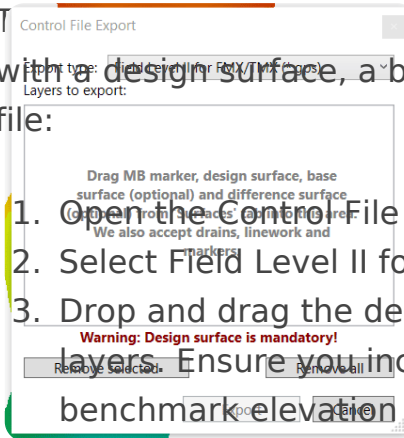 Control File Export
Export type: Field Level II for FMX/TMX (*.gps)
with a design surface, a b
Layers to export:
file:
Drag MB marker, design surface, base
surface (optional) and difference surface
(optional) from 'Surfaces' tab into this area.
We also accept drains, linework and
markers.
1. Open the Control File
2. Select Field Level II fo
3. Drop and drag the de
Warning: Design surface is mandatory!
layers. Ensure you inc
Remove selected Remove all
benchmark elevation
Export Cancel